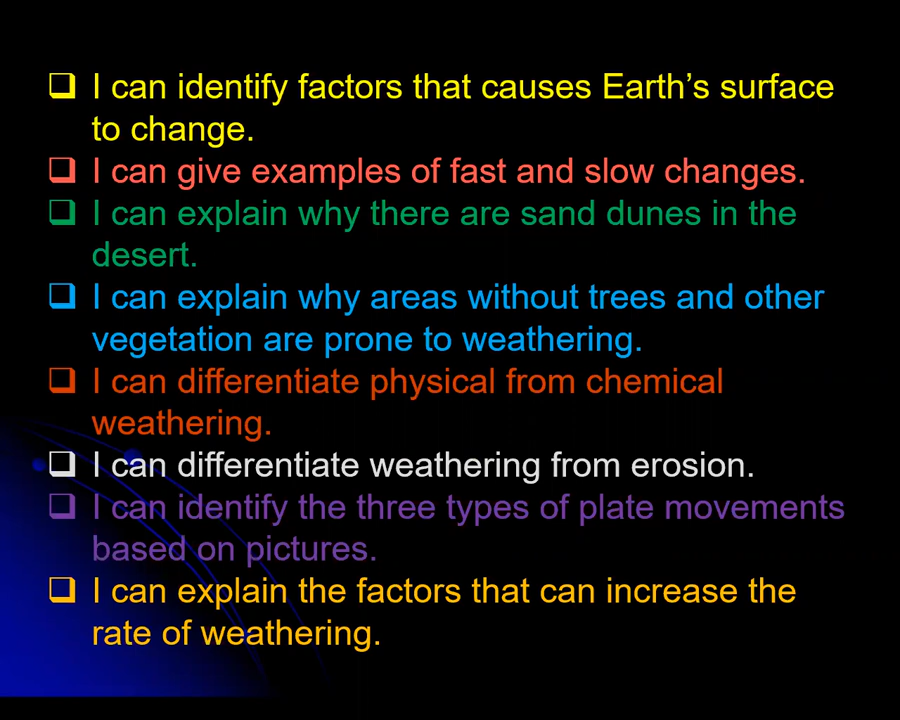 ❑ I can identify factors that causes Earth’s surface
to change.
❑ I can give examples of fast and slow changes.
❑ I can explain why there are sand dunes in the
desert.
❑ I can explain why areas without trees and other
vegetation are prone to weathering.
❑ I can differentiate physical from chemical
weathering.
❑ I can differentiate weathering from erosion.
❑ I can identify the three types of plate movements
based on pictures.
❑ I can explain the factors that can increase the
rate of weathering.